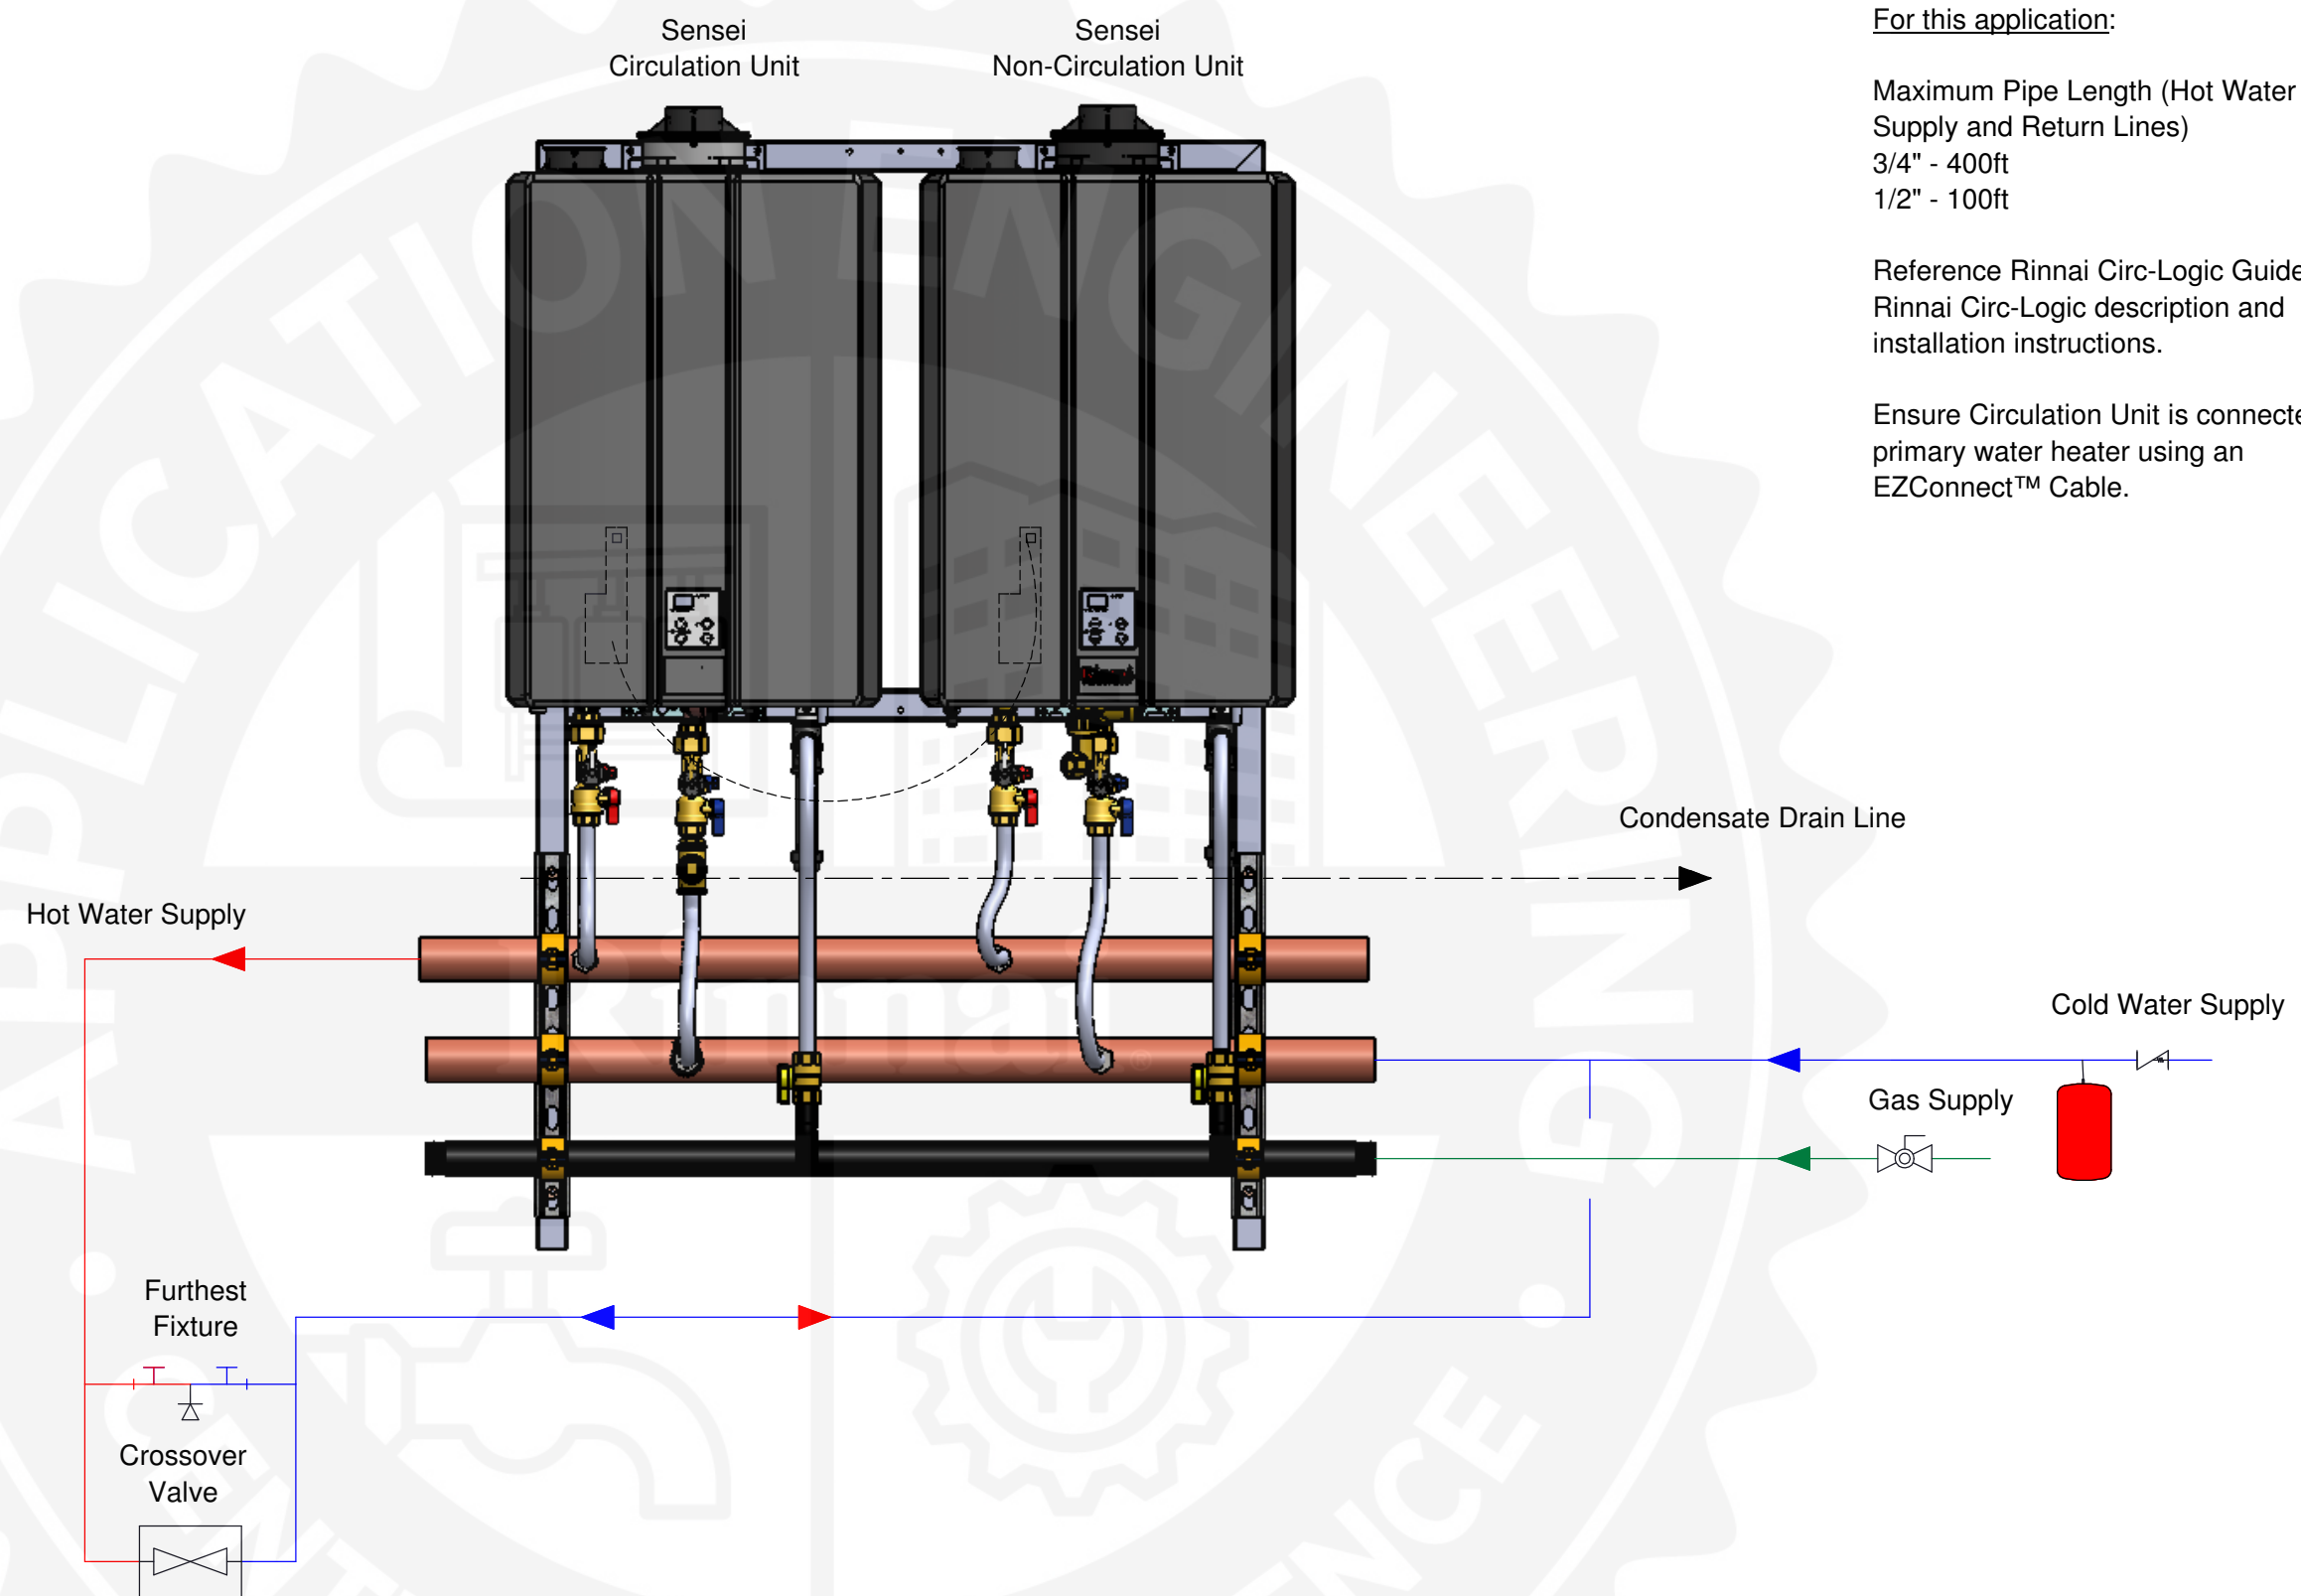 Sensei
Circulation Unit
Sensei
Non-Circulation Unit
For this application:
Maximum Pipe Length (Hot Water
Supply and Return Lines)
3/4" - 400ft
1/2" - 100ft
Reference Rinnai Circ-Logic Guide
Rinnai Circ-Logic description and
installation instructions.
Ensure Circulation Unit is connecte
primary water heater using an
EZConnect™ Cable.
Condensate Drain Line
Hot Water Supply
Cold Water Supply
Gas Supply
Furthest
Fixture
Crossover
Valve
APPLICATION ENGINEERING
Rinnai®